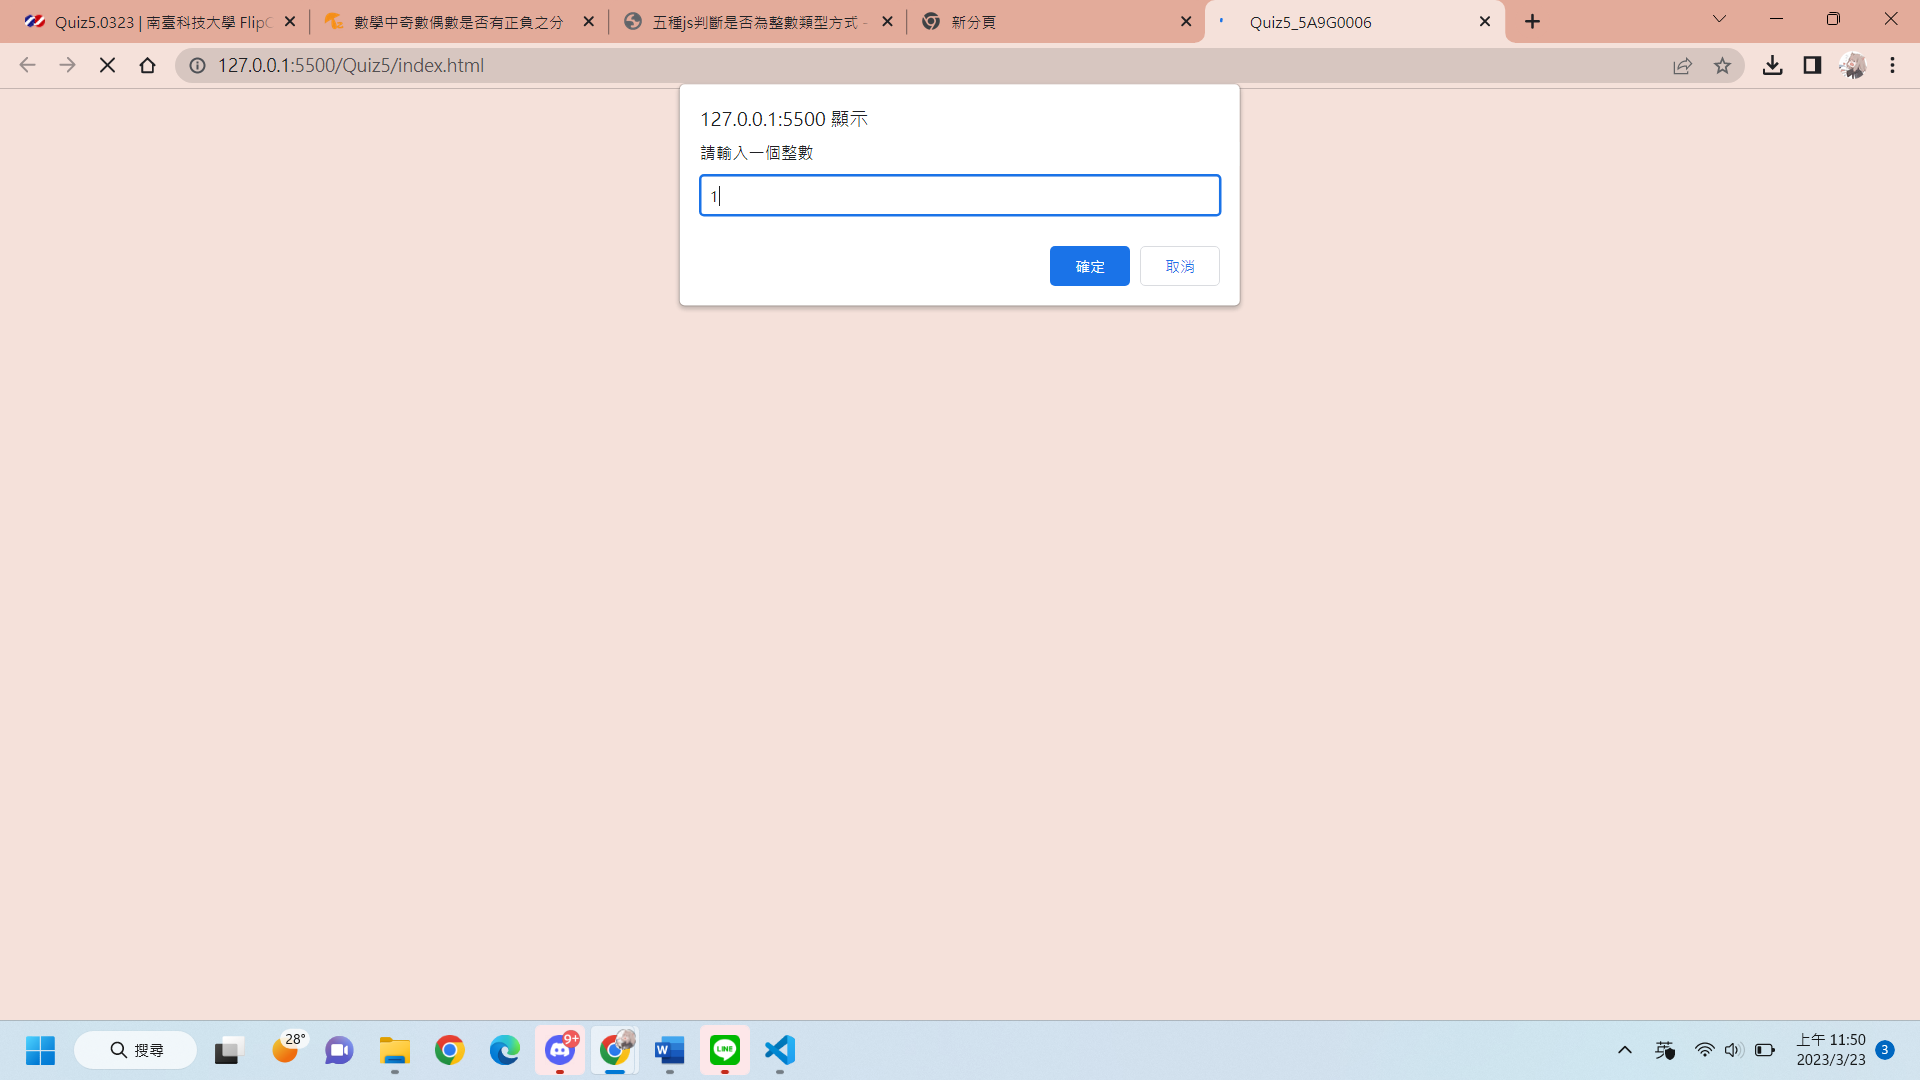 Quiz5.0323 | 南臺科技大學 Flip
數學中奇數偶數是否有正負之分
五種js判斷是否為整數類型方式 -
新分頁
Quiz5_5A9G0006
127.0.0.1:5500/Quiz5/index.html
127.0.0.1:5500 顯示
請輸入一個整數
1
確定
取消
搜尋
28°
9+
W
LINE
英
上午 11:50
2023/3/23
3